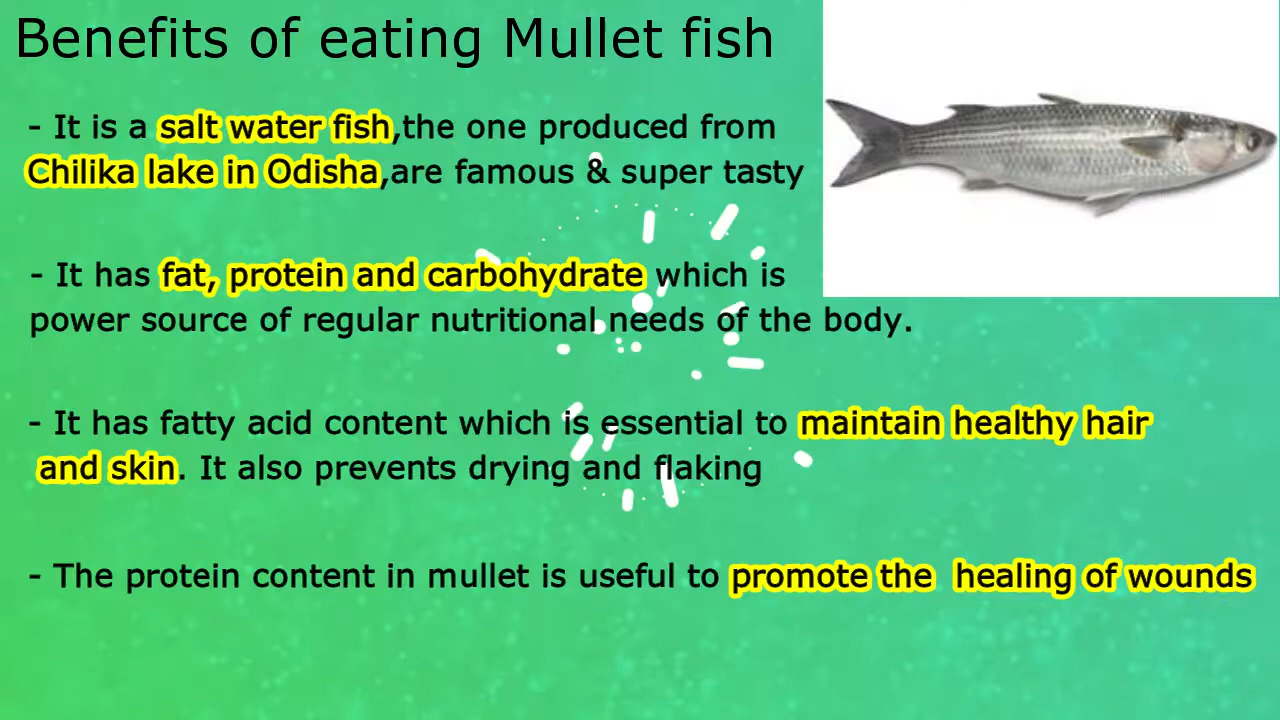 Benefits of eating Mullet fish
- It is a salt water fish,the one produced from
Chilika lake in Odisha,are famous & super tasty
- It has fat, protein and carbohydrate which is
power source of regular nutritional needs of the body.
- It has fatty acid content which is essential to maintain healthy hair
and skin. It also prevents drying and flaking
- The protein content in mullet is useful to promote the  healing of wounds